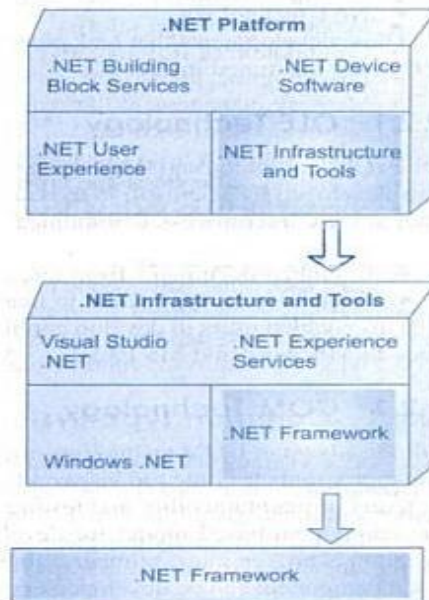 .NET Platform
.NET Building
Block Services
.NET Device
Software
.NET User
Experience
.NET Infrastructure
and Tools
.NET Infrastructure and Tools
Visual Studio
.NET
.NET Experience
Services
Windows .NET
.NET Framework
.NET Framework